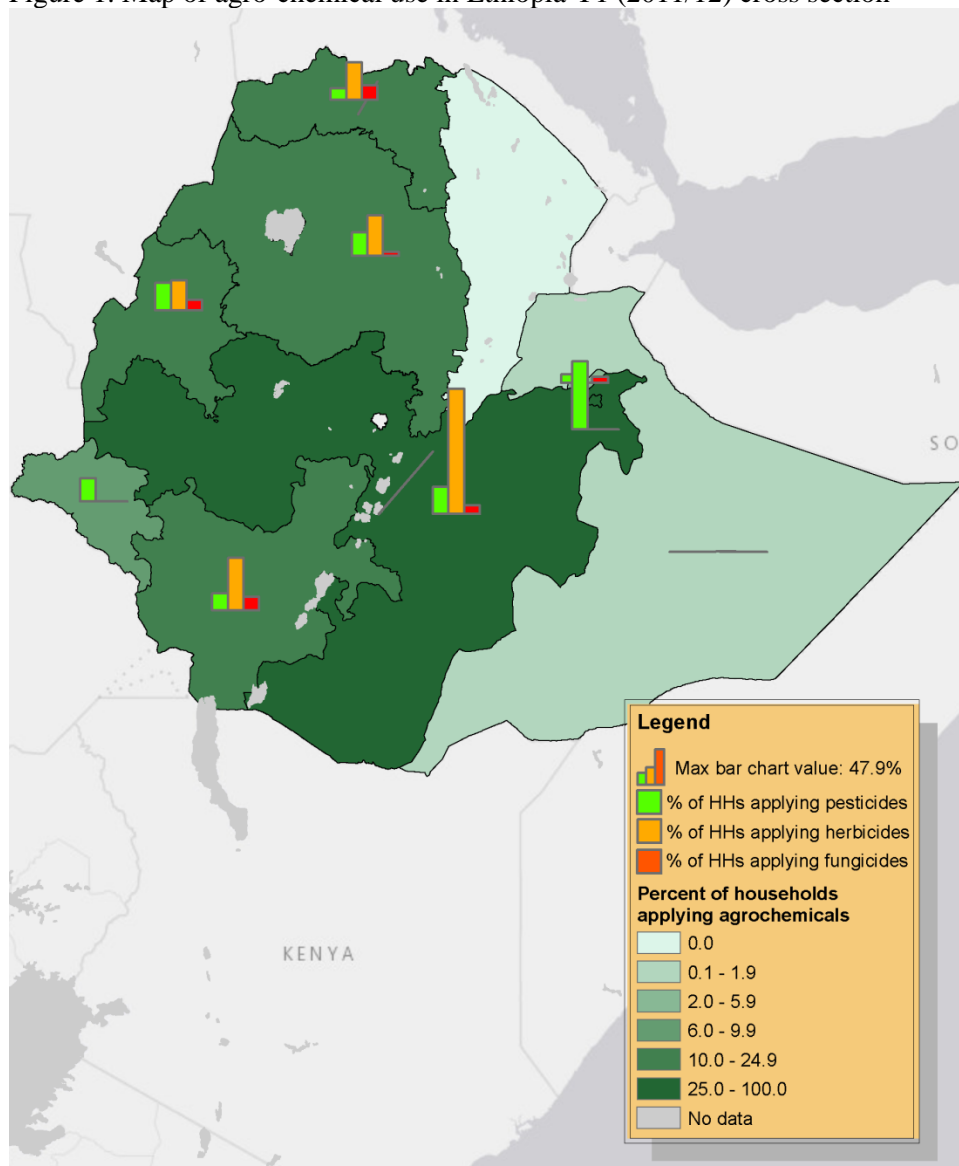 Figure 1. Map of agro-chemical use in Ethiopia-T1 (2011/12) cross section
SO
KENYA
Legend
Max bar chart value: 47.9%
% of HHs applying pesticides
% of HHs applying herbicides
% of HHs applying fungicides
Percent of households
applying agrochemicals
0.0
0.1 - 1.9
2.0 - 5.9
6.0 - 9.9
10.0 - 24.9
25.0 - 100.0
No data